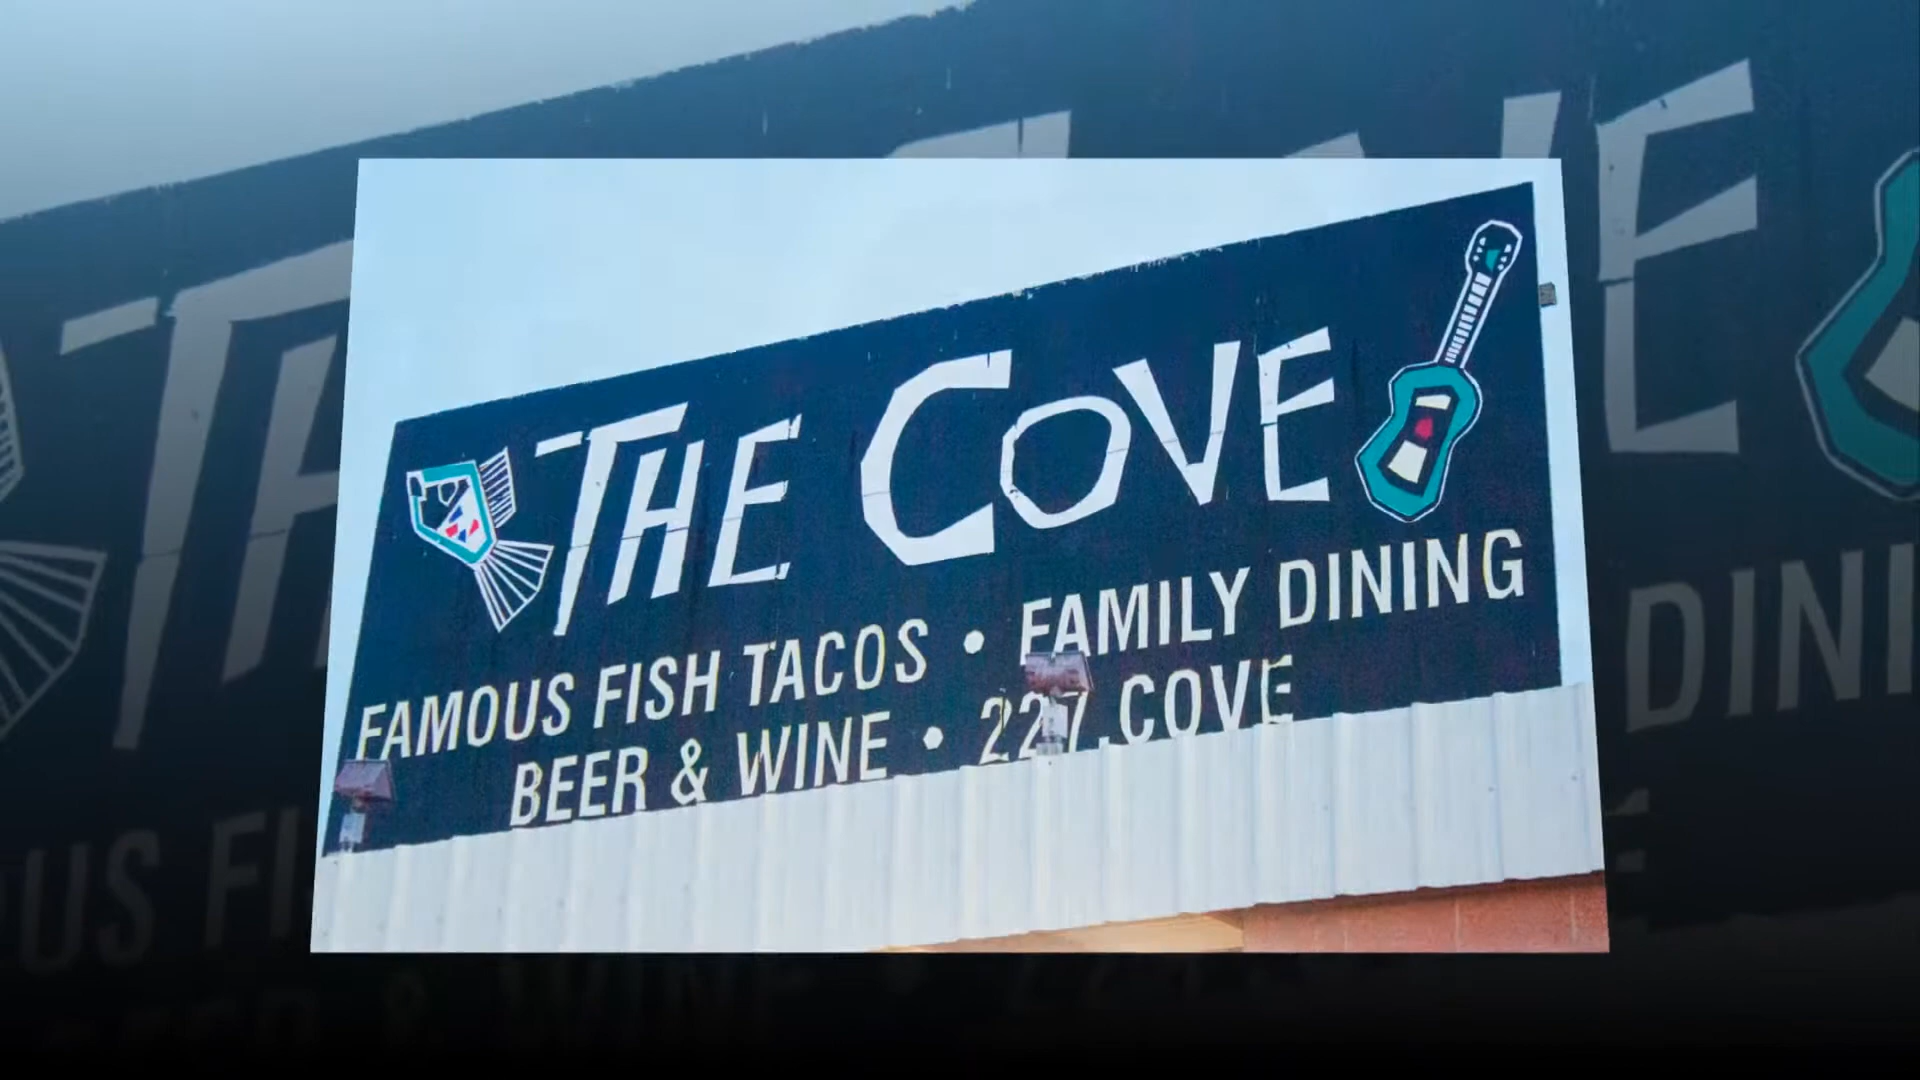 THE COVE
FAMOUS FISH TACOS • FAMILY DINING
BEER & WINE • 227.COVE